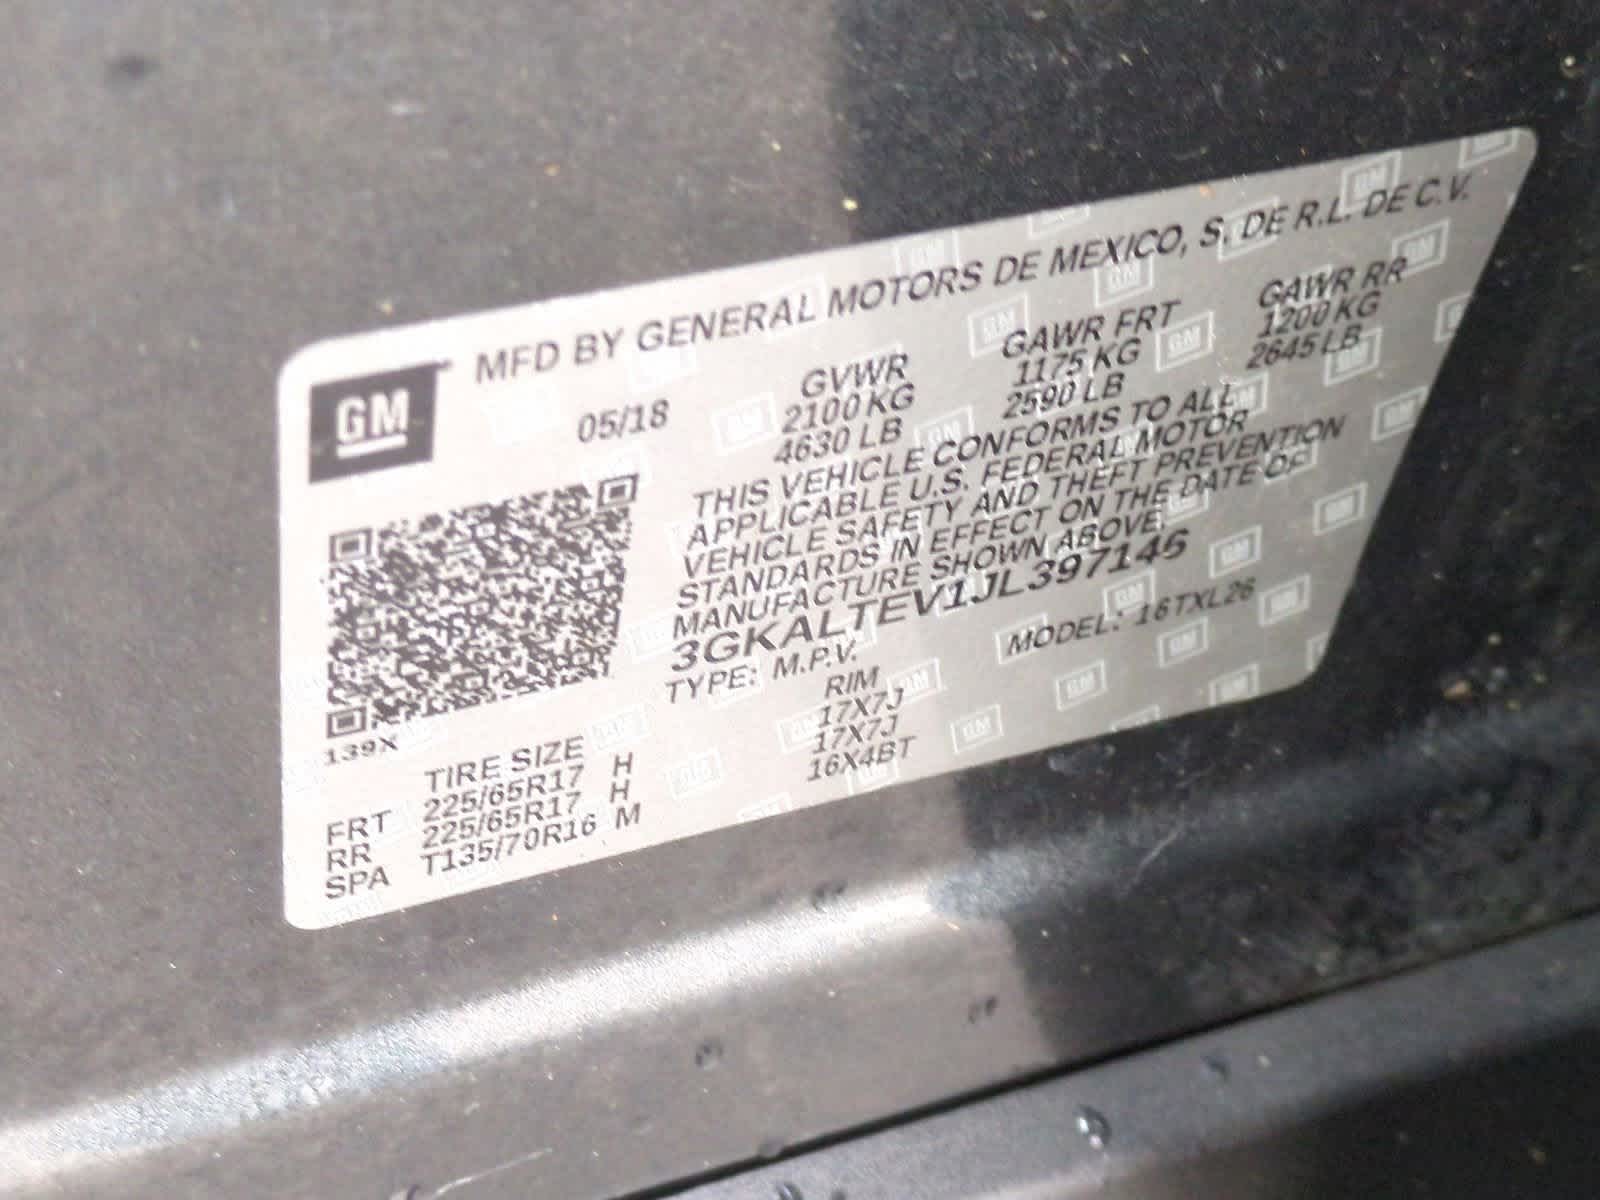 MFD BY GENERAL MOTORS DE MEXICO, S. DE R.L. DE C.V.
GM
05/18
GVWR GAWR FRT GAWR RR
2100 KG 1175 KG 1200 KG
4630 LB 2590 LB 2645 LB
THIS VEHICLE CONFORMS TO ALL
APPLICABLE U.S. FEDERAL MOTOR
VEHICLE SAFETY AND THEFT PREVENTION
STANDARDS IN EFFECT ON THE DATE OF
MANUFACTURE SHOWN ABOVE.
3GKALTEV1JL397146
TYPE: M.P.V. MODEL: 16TXL26
139X
TIRE SIZE RIM
FRT 225/65R17 H 17X7J
RR 225/65R17 H 17X7J
SPA T135/70R16 M 16X4BT